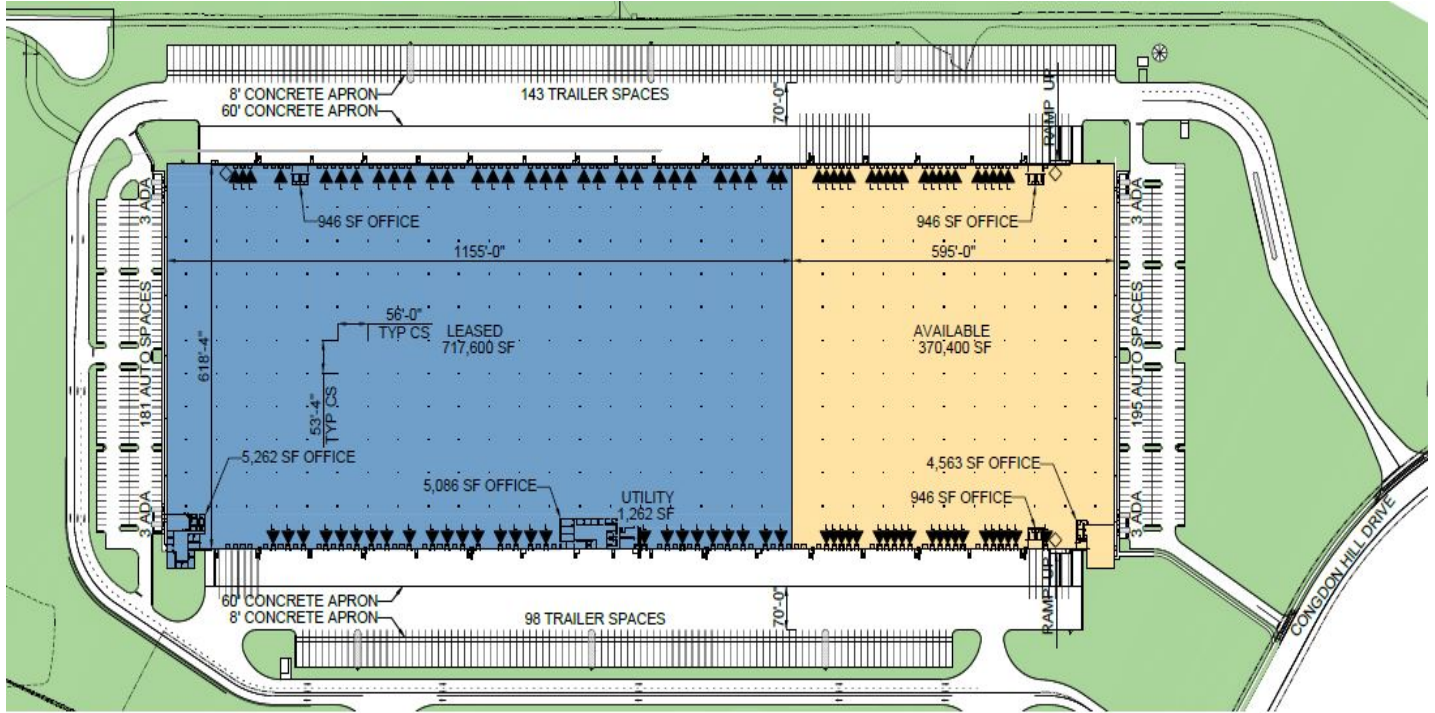 8' CONCRETE APRON
60' CONCRETE APRON
143 TRAILER SPACES
70'-0"
RAMP UP
3 ADA
946 SF OFFICE
946 SF OFFICE
3 ADA
1155'-0"
595'-0"
181 AUTO SPACES
618'-4"
56'-0"
TYP CS
LEASED
717,600 SF
AVAILABLE
370,400 SF
195 AUTO SPACES
53'-4"
TYP CS
5,262 SF OFFICE
5,086 SF OFFICE
UTILITY
1,262 SF
4,563 SF OFFICE
946 SF OFFICE
3 ADA
3 ADA
CONGDON HILL DRIVE
60' CONCRETE APRON
8' CONCRETE APRON
98 TRAILER SPACES
70'-0"
RAMP UP